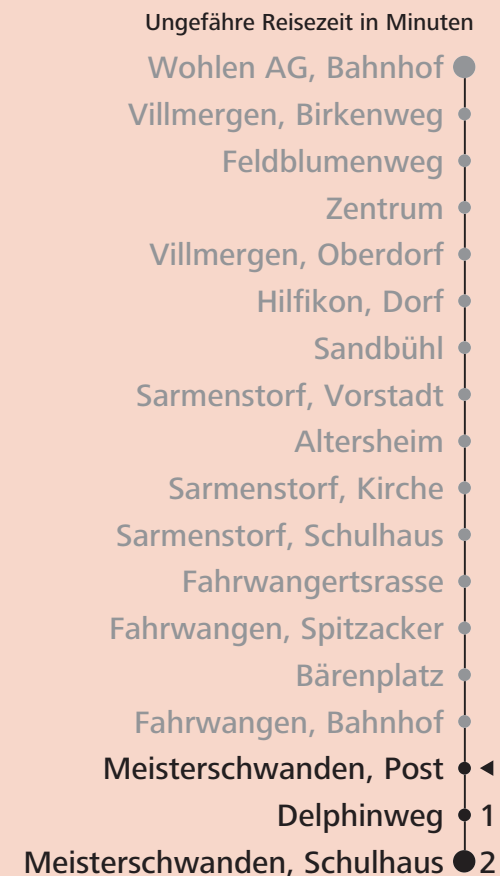 Ungefähre Reisezeit in Minuten
Wohlen AG, Bahnhof
Villmergen, Birkenweg
Feldblumenweg
Zentrum
Villmergen, Oberdorf
Hilfikon, Dorf
Sandbühl
Sarmenstorf, Vorstadt
Altersheim
Sarmenstorf, Kirche
Sarmenstorf, Schulhaus
Fahrwangertsrasse
Fahrwangen, Spitzacker
Bärenplatz
Fahrwangen, Bahnhof
Meisterschwanden, Post
Delphinweg 1
Meisterschwanden, Schulhaus 2